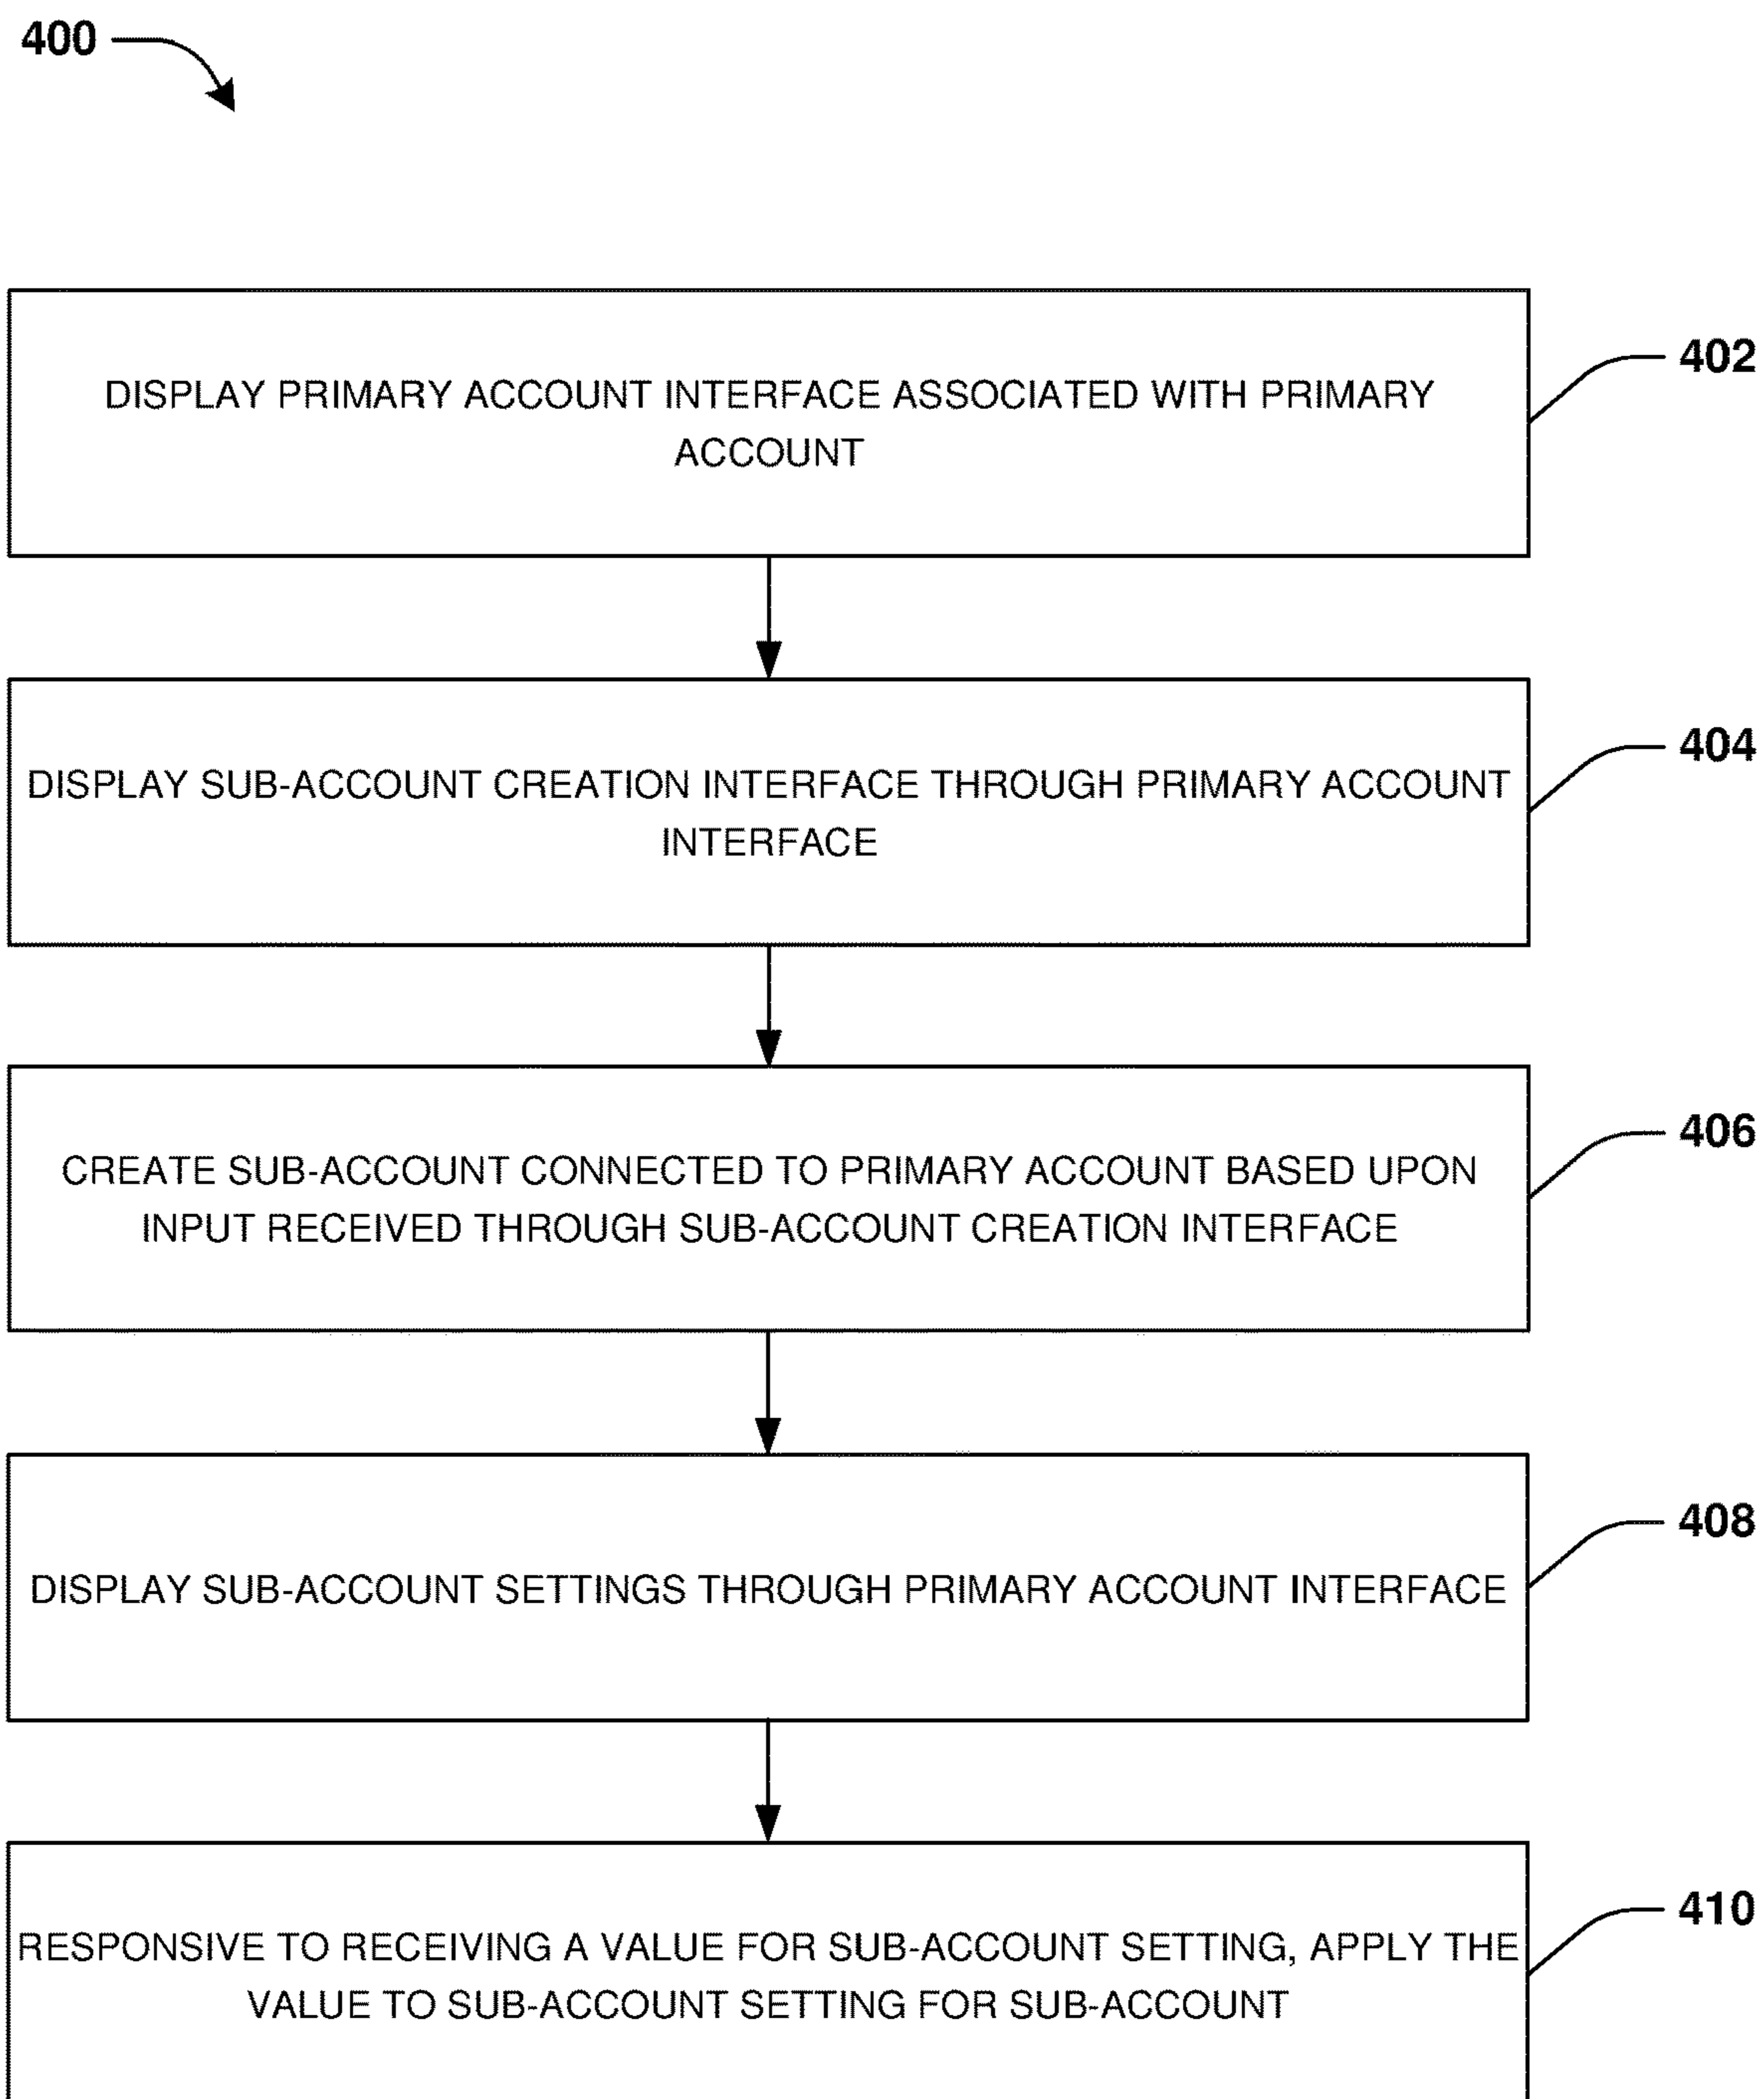 400
DISPLAY PRIMARY ACCOUNT INTERFACE ASSOCIATED WITH PRIMARY
ACCOUNT
402
DISPLAY SUB-ACCOUNT CREATION INTERFACE THROUGH PRIMARY ACCOUNT
INTERFACE
404
CREATE SUB-ACCOUNT CONNECTED TO PRIMARY ACCOUNT BASED UPON
INPUT RECEIVED THROUGH SUB-ACCOUNT CREATION INTERFACE
406
DISPLAY SUB-ACCOUNT SETTINGS THROUGH PRIMARY ACCOUNT INTERFACE
408
RESPONSIVE TO RECEIVING A VALUE FOR SUB-ACCOUNT SETTING, APPLY THE
VALUE TO SUB-ACCOUNT SETTING FOR SUB-ACCOUNT
410